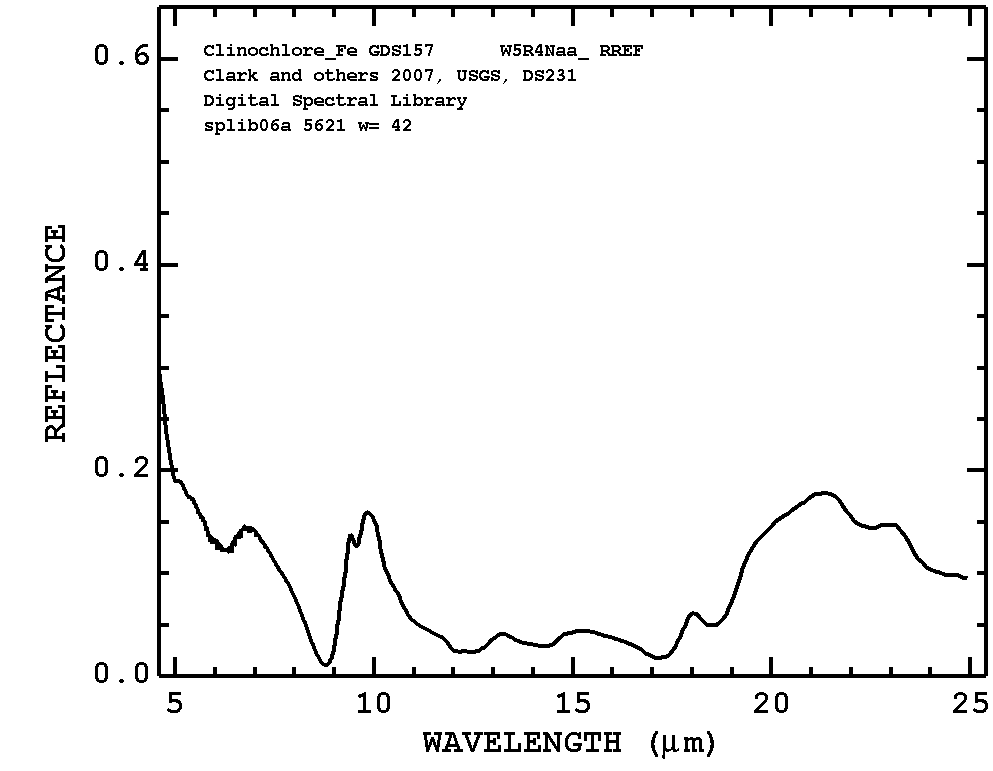 Clinochlore_Fe GDS157 W5R4Naa_ RREF
Clark and others 2007, USGS, DS231
Digital Spectral Library
splib06a 5621 w= 42
0.6
0.4
0.2
0.0
REFLECTANCE
5 10 15 20 25
WAVELENGTH (μm)